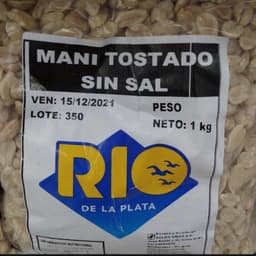 MANI TOSTADO
SIN SAL
VEN: 15/12/2021
LOTE: 350
PESO
NETO: 1 kg
RIO
DE LA PLATA